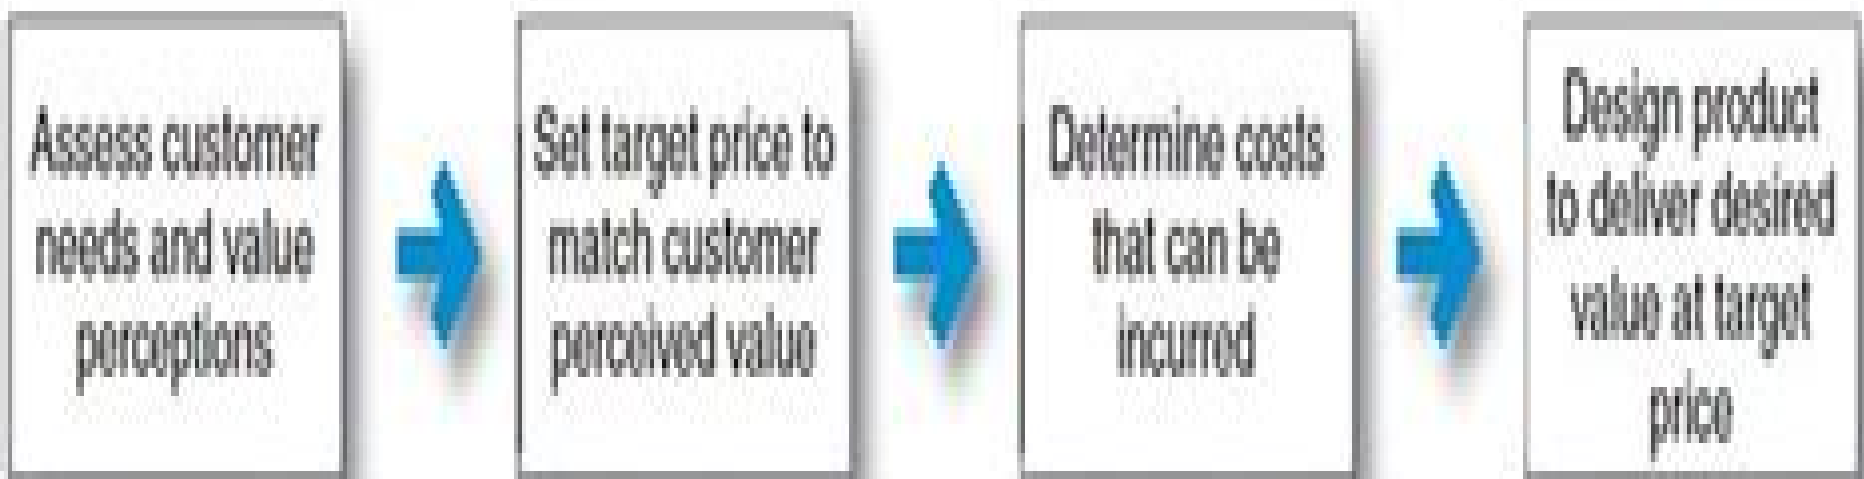 Assess customer
needs and value
perceptions
Set target price to
match customer
perceived value
Determine costs
that can be
incurred
Design product
to deliver desired
value at target
price